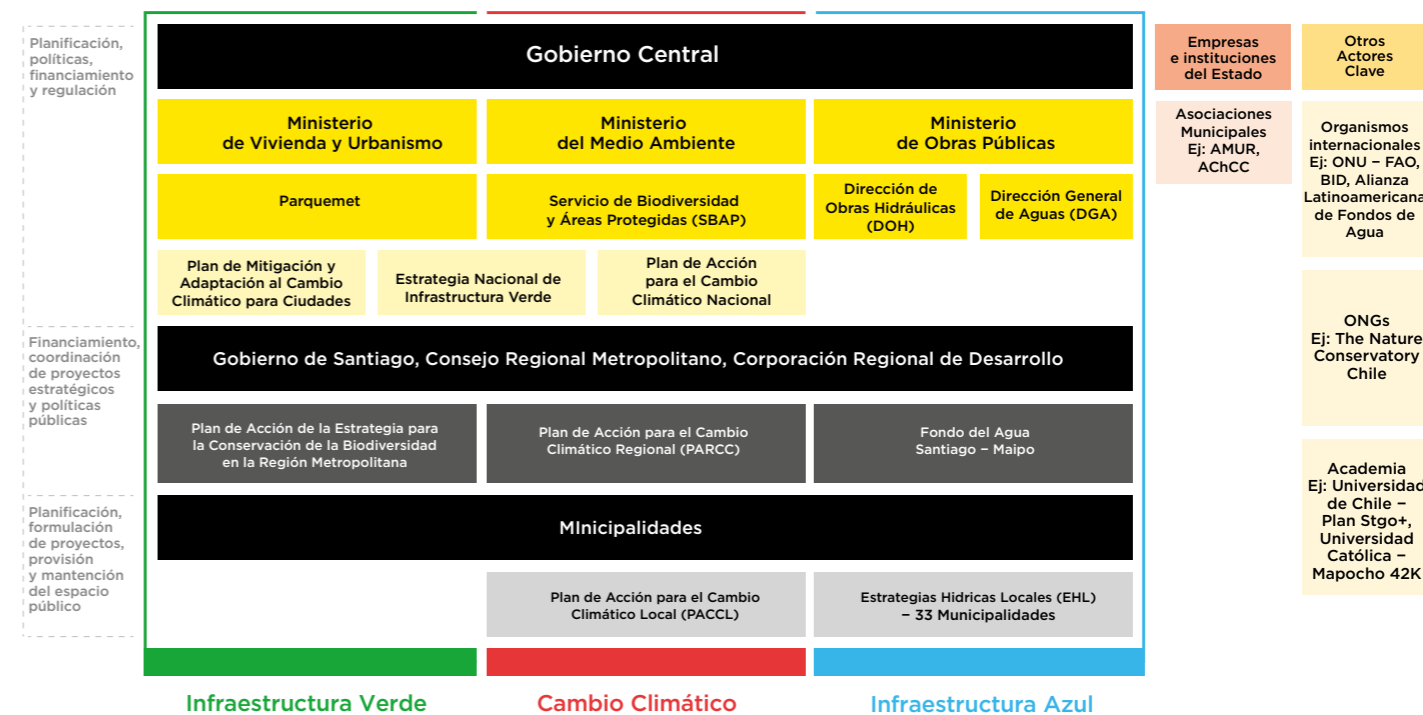 Planificación,
políticas,
financiamiento
y regulación
Gobierno Central
Ministerio
de Vivienda y Urbanismo
Ministerio
del Medio Ambiente
Ministerio
de Obras Públicas
Parquemet
Servicio de Biodiversidad
y Áreas Protegidas (SBAP)
Dirección de
Obras Hidráulicas
(DOH)
Dirección General
de Aguas (DGA)
Plan de Mitigación y
Adaptación al Cambio
Climático para Ciudades
Estrategia Nacional de
Infrastructura Verde
Plan de Acción
para el Cambio
Climático Nacional
Financiamiento,
coordinación
de proyectos
estratégicos
y políticas
públicas
Gobierno de Santiago, Consejo Regional Metropolitano, Corporación Regional de Desarrollo
Plan de Acción de la Estrategia para
la Conservación de la Biodiversidad
en la Región Metropolitana
Plan de Acción para el Cambio
Climático Regional (PARCC)
Fondo del Agua
Santiago – Maipo
Planificación,
formulación
de proyectos,
provisión
y mantención
del espacio
público
MInicipalidades
Plan de Acción para el Cambio
Climático Local (PACCL)
Estrategias Hidricas Locales (EHL)
– 33 Municipalidades
Infraestructura Verde
Cambio Climático
Infraestructura Azul
Empresas
e instituciones
del Estado
Asociaciones
Municipales
Ej: AMUR,
AChCC
Otros
Actores
Clave
Organismos
internacionales
Ej: ONU – FAO,
BID, Alianza
Latinoamericana
de Fondos de
Agua
ONGs
Ej: The Nature
Conservatory
Chile
Academia
Ej: Universidad
de Chile –
Plan Stgo+,
Universidad
Católica –
Mapocho 42K